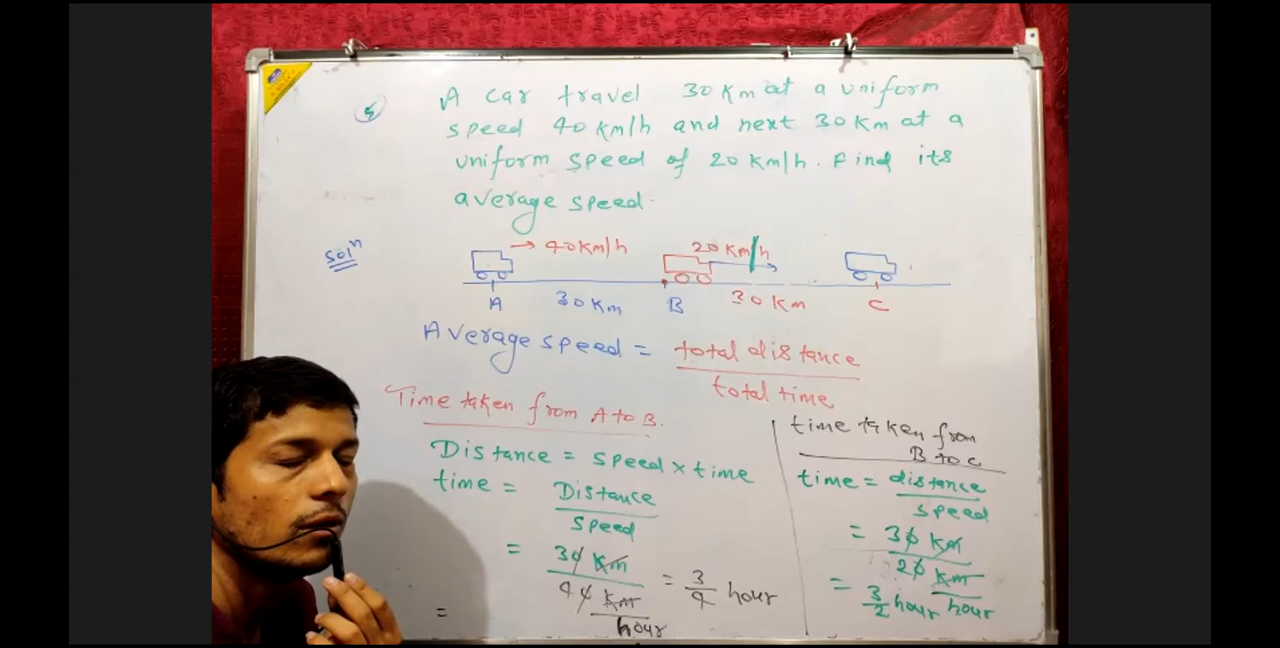 5
A car travel 30 Km at a uniform
speed 40 Km/h and next 30 Km at a
uniform speed of 20 Km/h. Find its
average speed.
Solⁿ
→ 40 Km/h
20 Km/h
A 30 Km B 30 Km C
Average speed = total distance
total time
Time taken from A to B.
Distance = speed × time
time = Distance
speed
= 30 Km
40 Km = 3/4 hour
hour
=
time taken from
B to C
time = distance
speed
= 30 Km
20 Km
= 3/2 hour hour